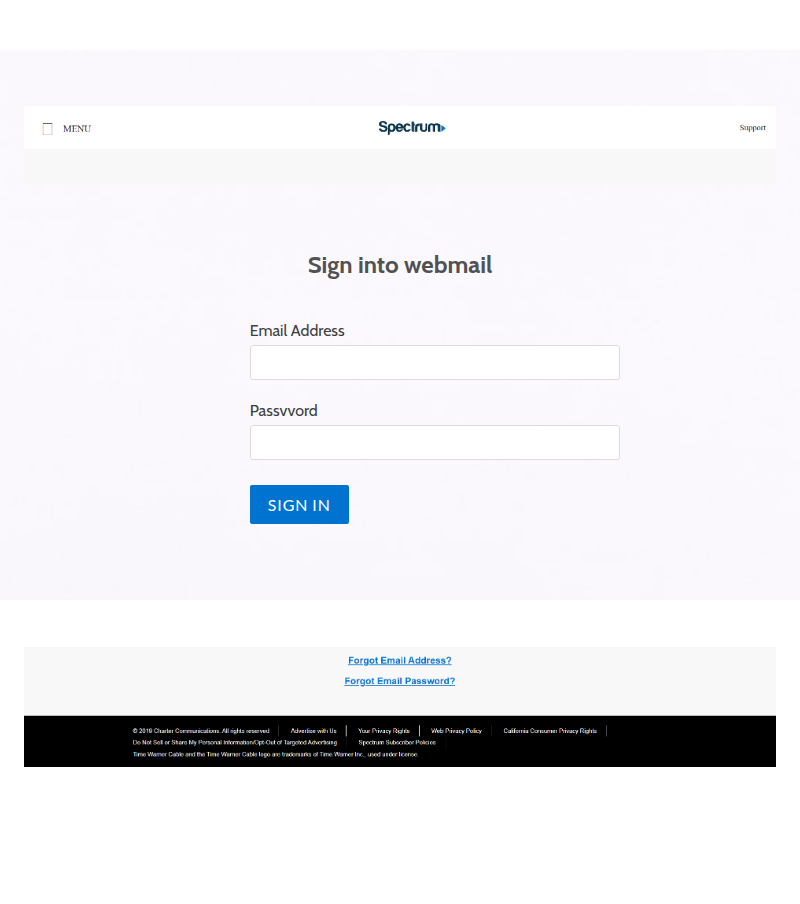 MENU
Spectrum
Support
Sign into webmail
Email Address
Passvvord
SIGN IN
Forgot Email Address?
Forgot Email Password?
© 2019 Charter Communications. All rights reserved
Advertise with Us
Your Privacy Rights
Web Privacy Policy
California Consumer Privacy Rights
Do Not Sell or Share My Personal Information/Opt-Out of Targeted Advertising
Spectrum Subscriber Policies
Time Warner Cable and the Time Warner Cable logo are trademarks of Time Warner Inc., used under license.